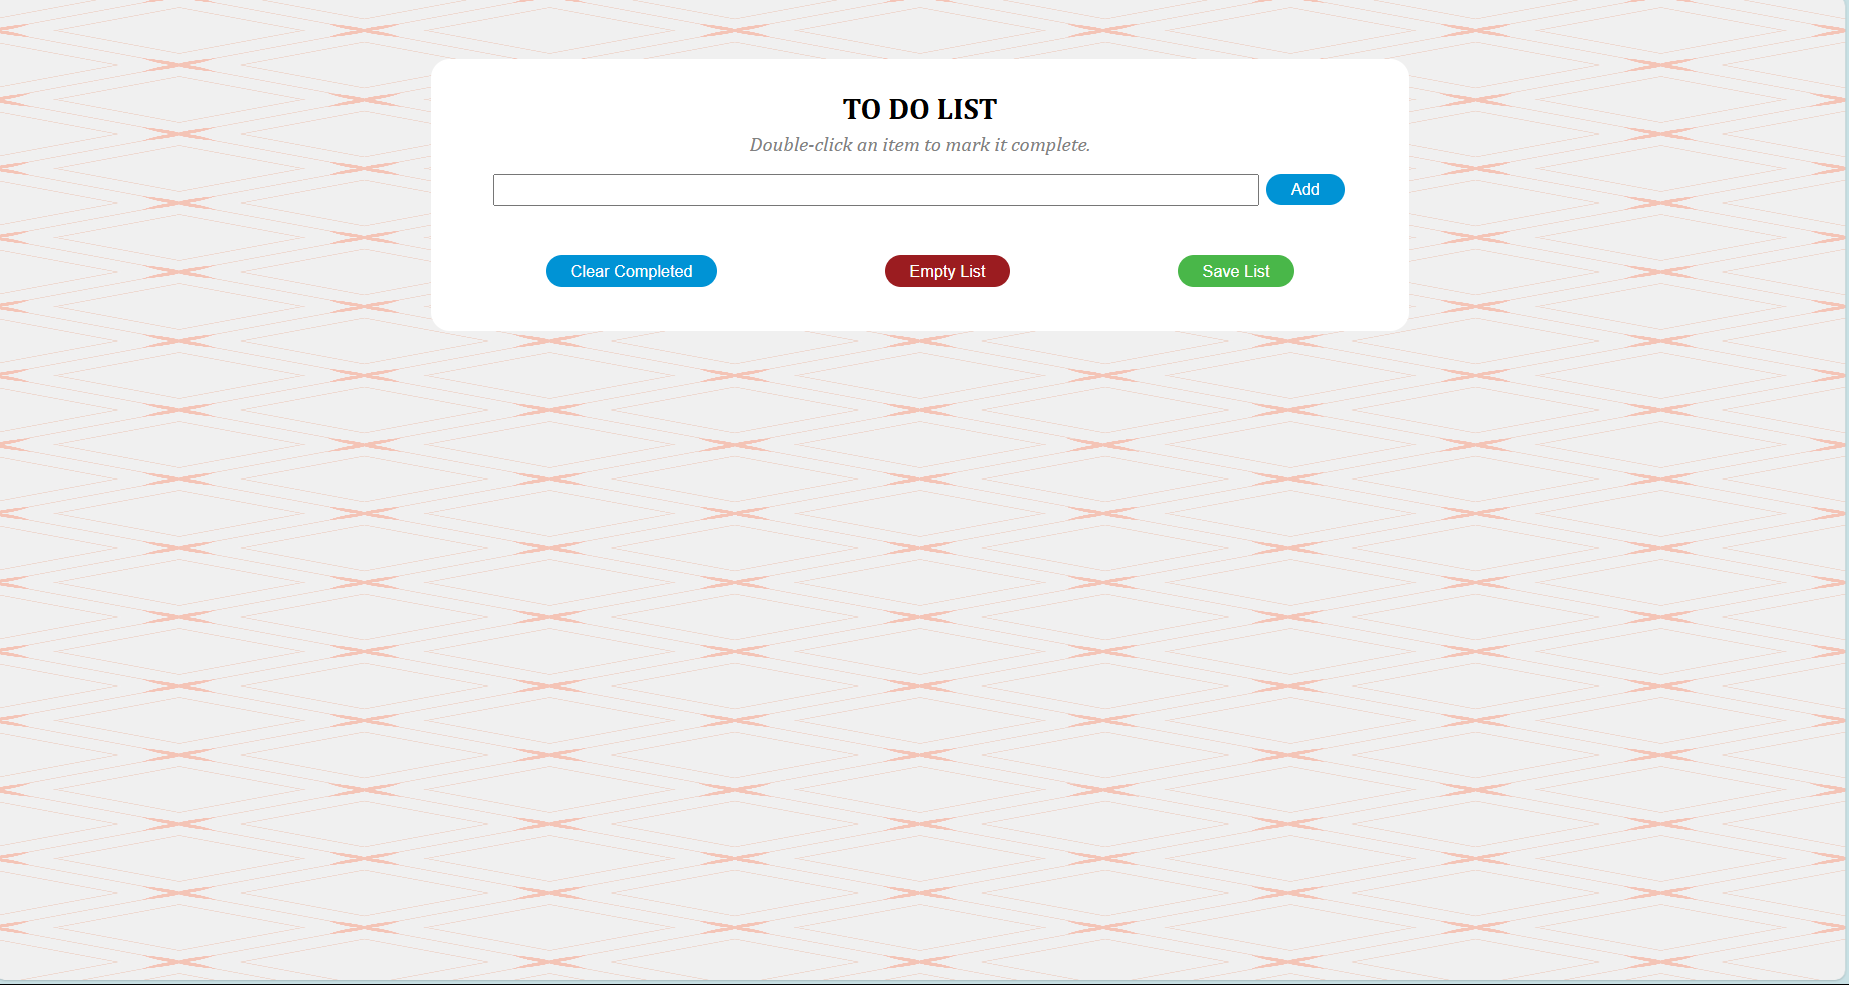 TO DO LIST
Double-click an item to mark it complete.
Add
Clear Completed
Empty List
Save List